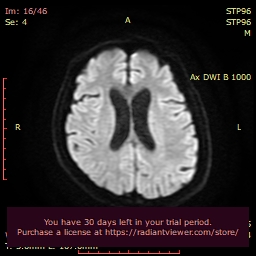 Im: 16/46
STP96
Se: 4
STP96
M
A
Ax DWI B 1000
R
L
You have 30 days left in your trial period.
Purchase a license at https://radiantviewer.com/store/